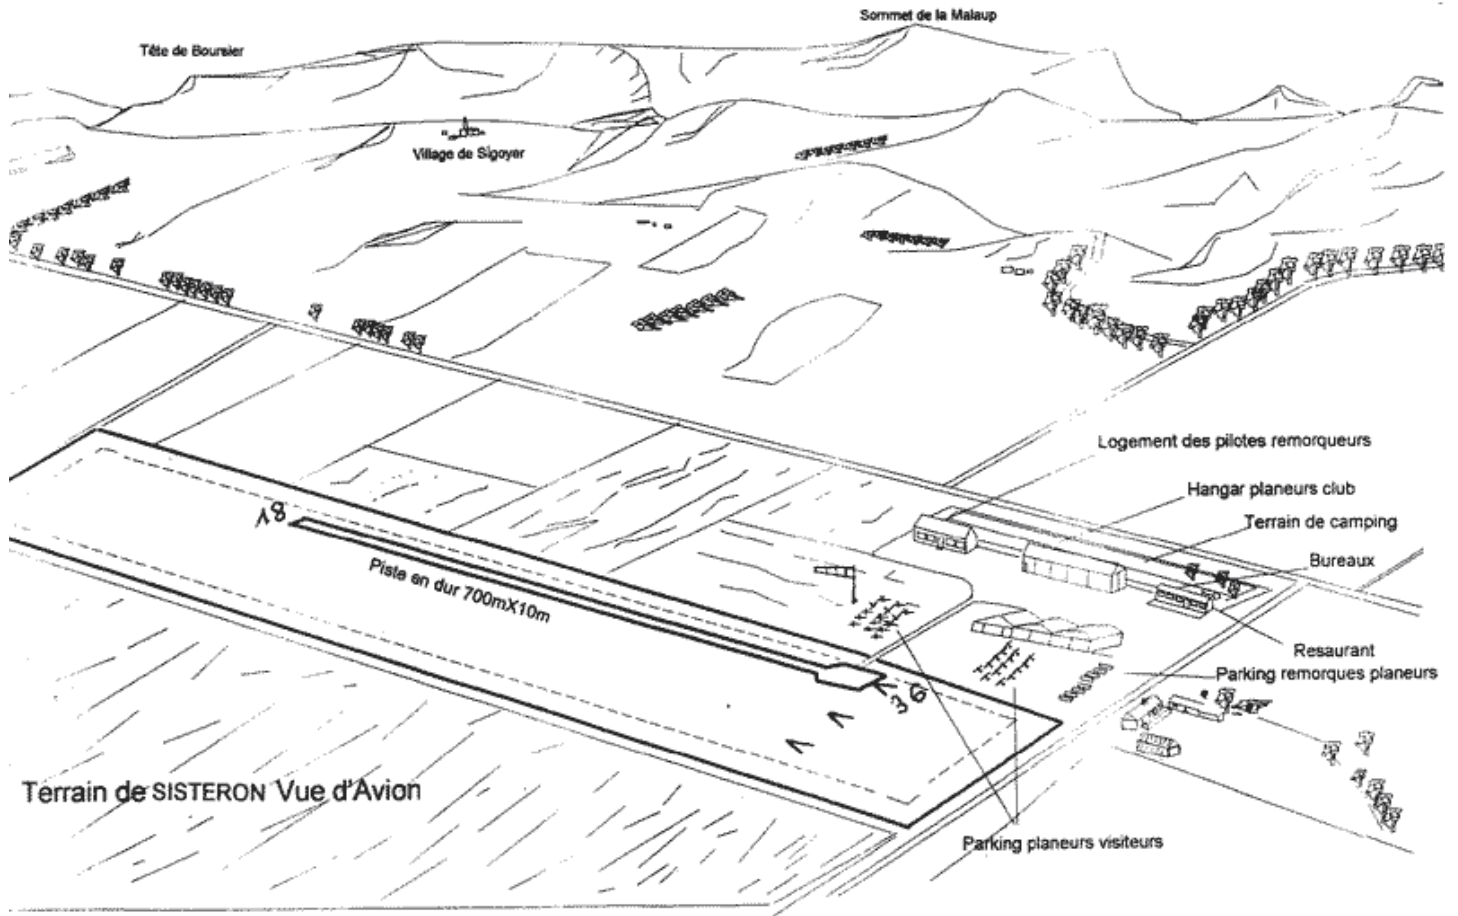 Sommet de la Malaup
Tête de Boursier
Village de Sigoyer
Logement des pilotes remorqueurs
Hangar planeurs club
Terrain de camping
Bureaux
18
Piste en dur 700mX10m
Resaurant
Parking remorques planeurs
36
Terrain de SISTERON Vue d'Avion
Parking planeurs visiteurs